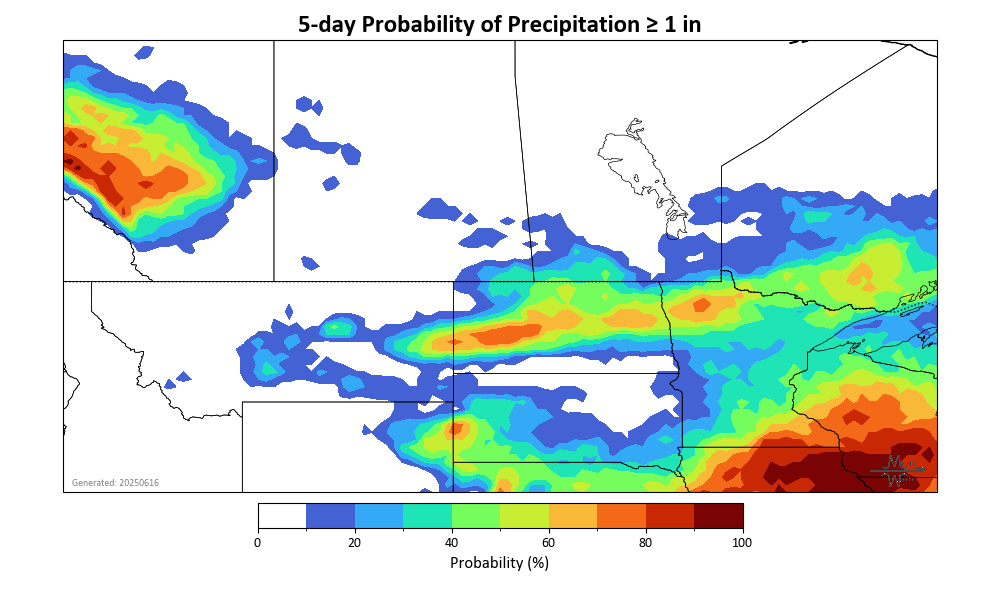 5-day Probability of Precipitation ≥ 1 in
Generated: 20250616
0 20 40 60 80 100
Probability (%)